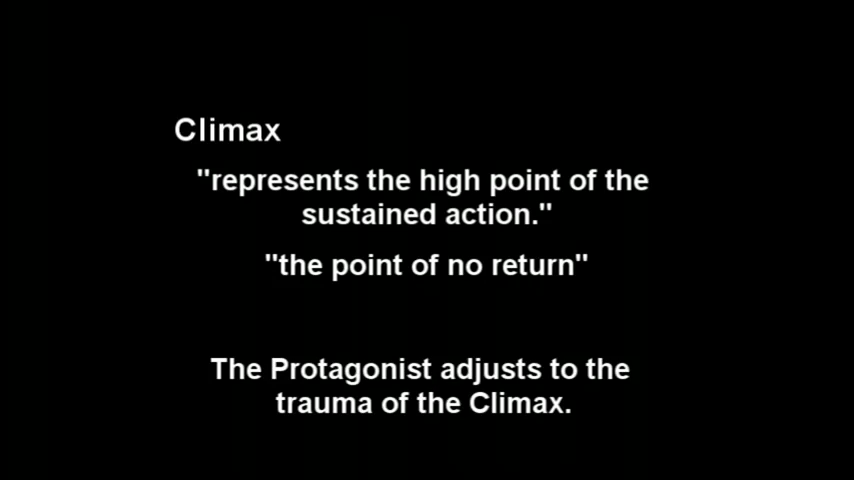 Climax
"represents the high point of the
sustained action."
"the point of no return"
The Protagonist adjusts to the
trauma of the Climax.